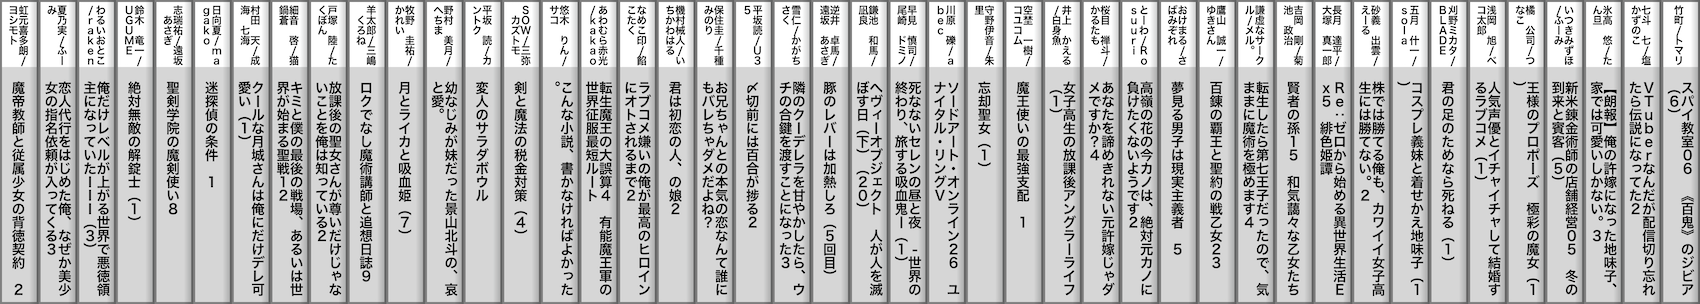 竹町/トマリ
スパイ教室06　《百鬼》のジビア
(6)
七斗　七/塩
かずのこ
VTuberなんだが配信切り忘れ
たら伝説になってた2
氷高　悠/た
ん旦
【朗報】俺の許嫁になった地味子、
家では可愛いしかない。3
いつきみずほ
/ふーみ
新米錬金術師の店舗経営05　冬の
到来と賓客(5)
橘　公司/つ
なこ
王様のプロポーズ　極彩の魔女(1
)
浅岡　旭/ベ
コ太郎
人気声優とイチャイチャして結婚す
るラブコメ(1)
五月　什一/
sola
コスプレ義妹と着せかえ地味子(1
)
刈野ミカタ/
BLADE
君の足のためなら死ねる(1)
砂義　出雲/
えーる
株では勝てる俺も、カワイイ女子高
生には勝てない。2
長月　達平/
大塚　真一郎
Re:ゼロから始める異世界生活E
x5　緋色姫譚
吉岡　剛/菊
池　政治
賢者の孫15　和気藹々な乙女たち
謙虚なサーク
ル/メル。
転生したら第七王子だったので、気
ままに魔術を極めます4
鷹山　誠一/
ゆきさん
百錬の覇王と聖約の戦乙女23
おけまる/さ
ばみぞれ
夢見る男子は現実主義者　5
とーわ/Ro
suuri
高嶺の花の今カノは、絶対元カノに
負けたくないようです2
桜目　禅斗/
かるたも
あなたを諦めきれない元許嫁じゃダ
メですか?4
井上　かえる
/白身魚
女子高生の放課後アングラーライフ
(1)
空埜　一樹/
コユコム
魔王使いの最強支配　1
守野伊音/朱
里
忘却聖女(1)
川原　礫/a
bec
ソードアート・オンライン26　ユ
ナイタル・リングV
早見　慎司/
尾崎　ドミノ
死なないセレンの昼と夜　-世界の
終わり、旅する吸血鬼-(1)
鎌池　和馬/
凪良
ヘヴィーオブジェクト　人が人を滅
ぼす日(下)(20)
逆井　卓馬/
遠坂　あさぎ
豚のレバーは加熱しろ(5回目)
雪仁/かがち
さく
隣のクーデレラを甘やかしたら、ウ
チの合鍵を渡すことになった3
平坂読/U3
5
〆切前には百合が捗る2
保住圭/千種
みのり
お兄ちゃんとの本気の恋なんて誰に
もバレちゃダメだよね?
機村械人/い
ちかわはる
君は初恋の人、の娘2
なめこ印/餡
こたく
ラブコメ嫌いの俺が最高のヒロイン
にオトされるまで2
あわむら赤光
/kakao
転生魔王の大誤算4　有能魔王軍の
世界征服最短ルート
悠木　りん/
サコ
こんな小説、書かなければよかった
。
SOW/三弥
カズトモ
剣と魔法の税金対策(4)
平坂　読/カ
ントク
変人のサラダボウル
野村　美月/
へちま
幼なじみが妹だった景山北斗の、哀
と愛。
牧野　圭祐/
かれい
月とライカと吸血姫(7)
羊太郎/三嶋
くろね
ロクでなし魔術講師と追想日誌9
戸塚　陸/た
くぼん
放課後の聖女さんが尊いだけじゃな
いことを俺は知っている2
細音　啓/猫
鍋蒼
キミと僕の最後の戦場、あるいは世
界が始まる聖戦12
村田　天/成
海　七海
クールな月城さんは俺にだけデレ可
愛い(1)
日向夏/ma
gako
迷探偵の条件　1
志瑞祐/遠坂
あさぎ
聖剣学院の魔剣使い8
鈴木　竜一/
UGUME
絶対無敵の解錠士(1)
わるいおとこ
/raken
俺だけレベルが上がる世界で悪徳領
主になっていたーーー(3)
夏乃実/ふー
み
恋人代行をはじめた俺、なぜか美少
女の指名依頼が入ってくる3
虹元喜多朗/
ヨシモト
魔帝教師と従属少女の背徳契約　2